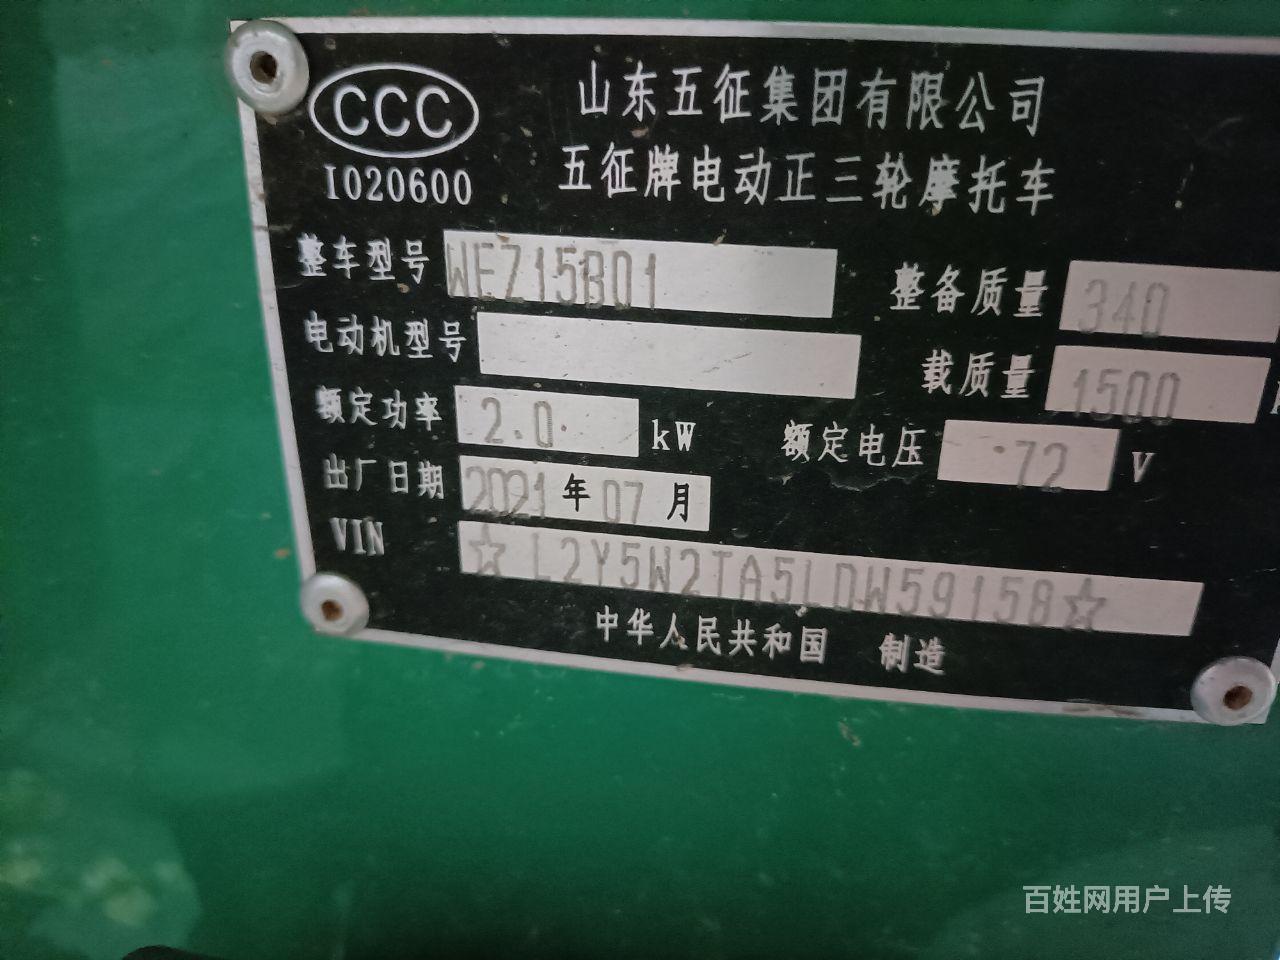 CCC
I020600
山东五征集团有限公司
五征牌电动正三轮摩托车
整车型号 WEZ15B01
整备质量 340
电动机型号
载质量 1500
额定功率 2.0 kW
额定电压 72 V
出厂日期 2021年07月
VIN ☆L2Y5W2TA5LDW59158☆
中华人民共和国 制造
百姓网用户上传